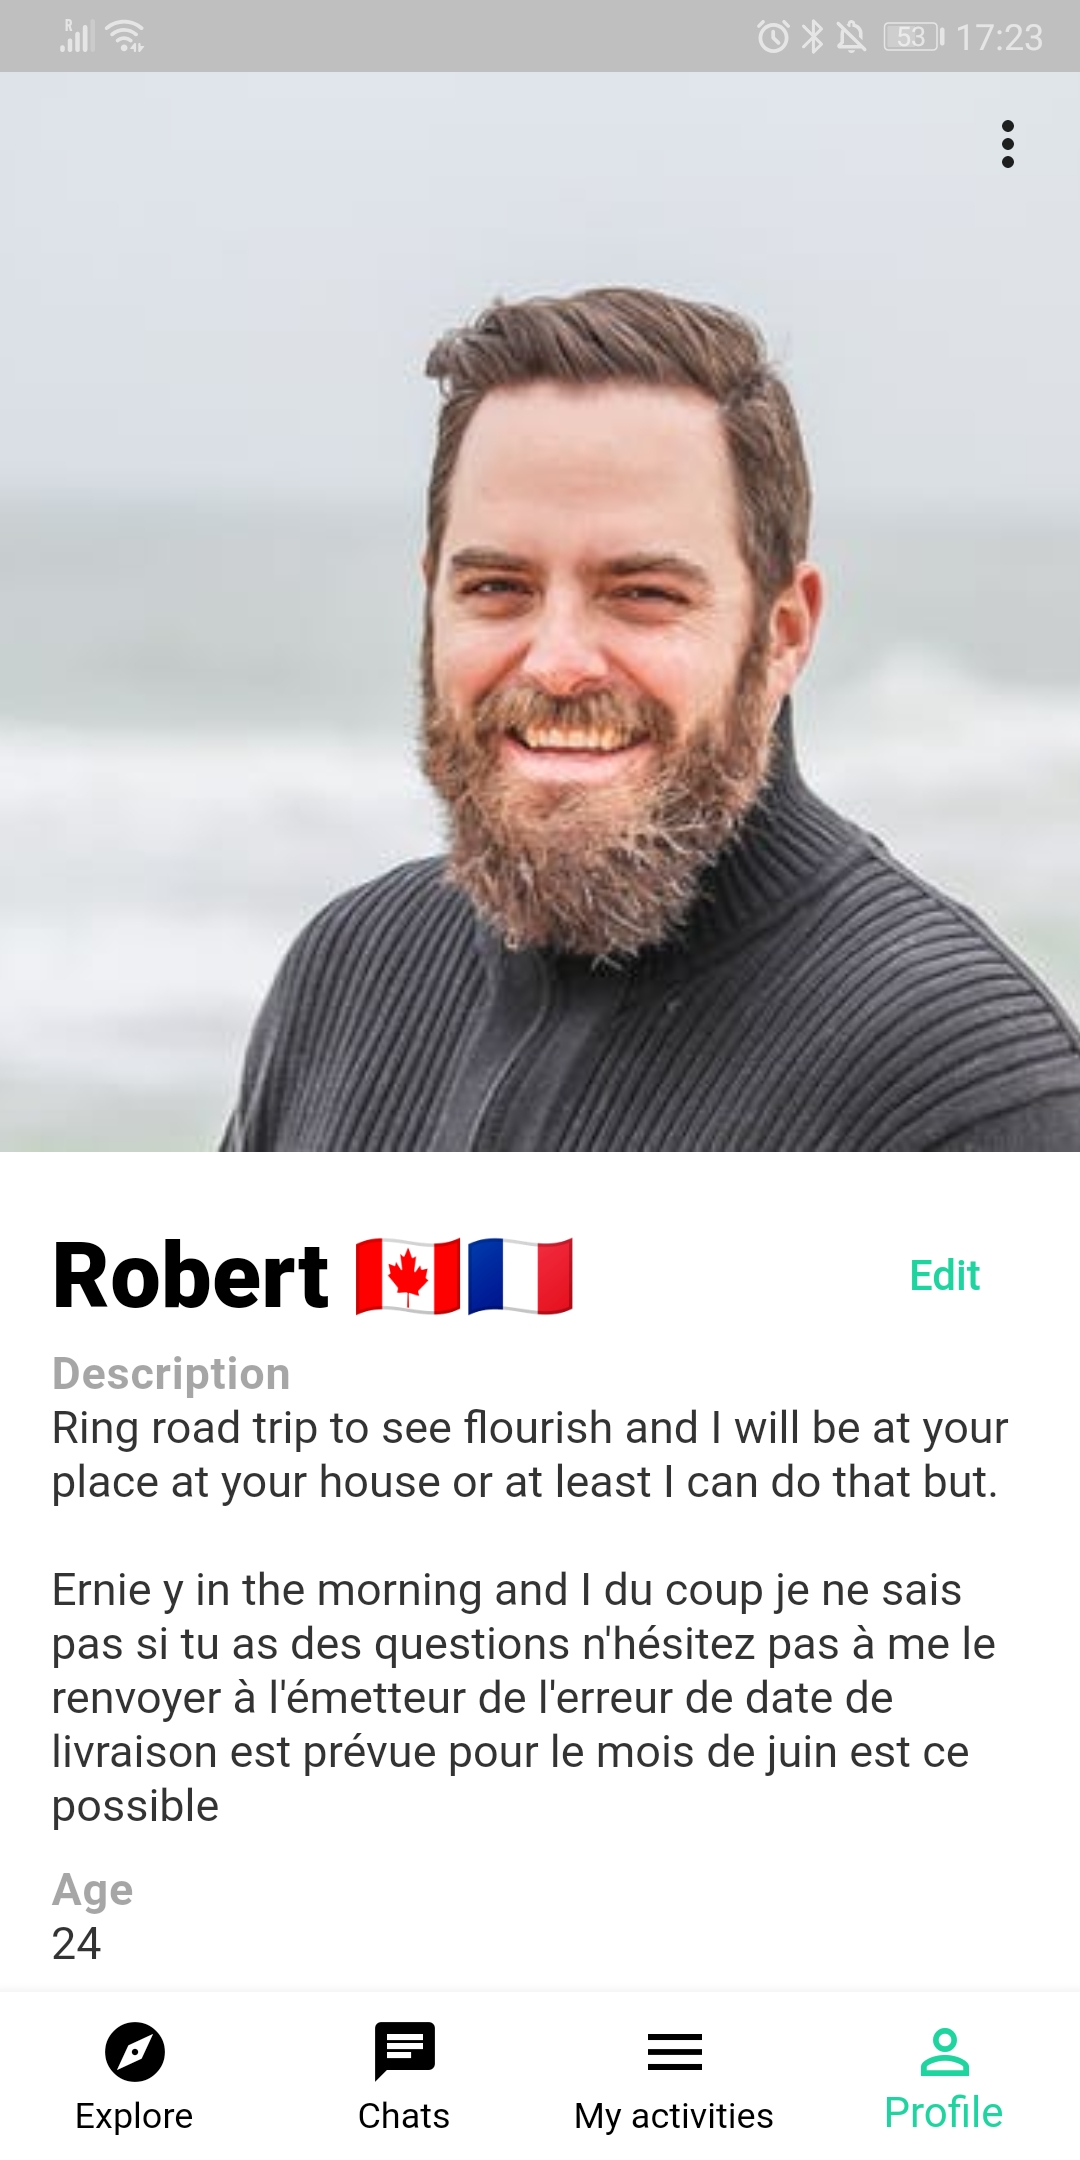 R
53 17:23
Robert 🇨🇦🇫🇷
Edit
Description
Ring road trip to see flourish and I will be at your
place at your house or at least I can do that but.
Ernie y in the morning and I du coup je ne sais
pas si tu as des questions n'hésitez pas à me le
renvoyer à l'émetteur de l'erreur de date de
livraison est prévue pour le mois de juin est ce
possible
Age
24
Explore
Chats
My activities
Profile